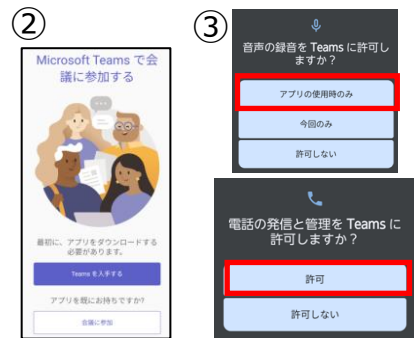 ②
Microsoft Teams で会
議に参加する
最初に、アプリをダウンロードする
必要があります。
Teams を入手する
アプリを既にお持ちですか?
会議に参加
③
音声の録音を Teams に許可し
ますか？
アプリの使用時のみ
今回のみ
許可しない
電話の発信と管理を Teams に
許可しますか？
許可
許可しない